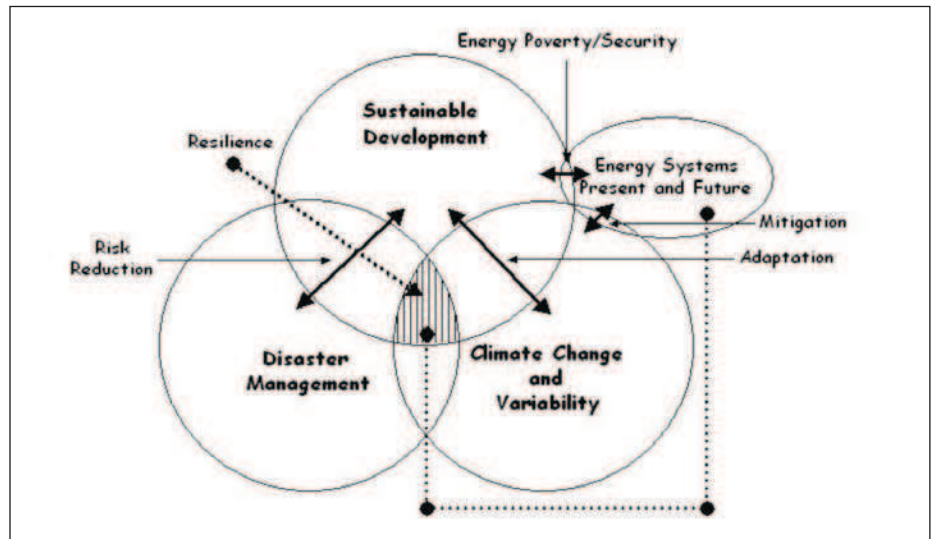 Energy Poverty/Security
Sustainable
Development
Resilience
Energy Systems
Present and Future
Mitigation
Risk
Reduction
Adaptation
Disaster
Management
Climate Change
and
Variability